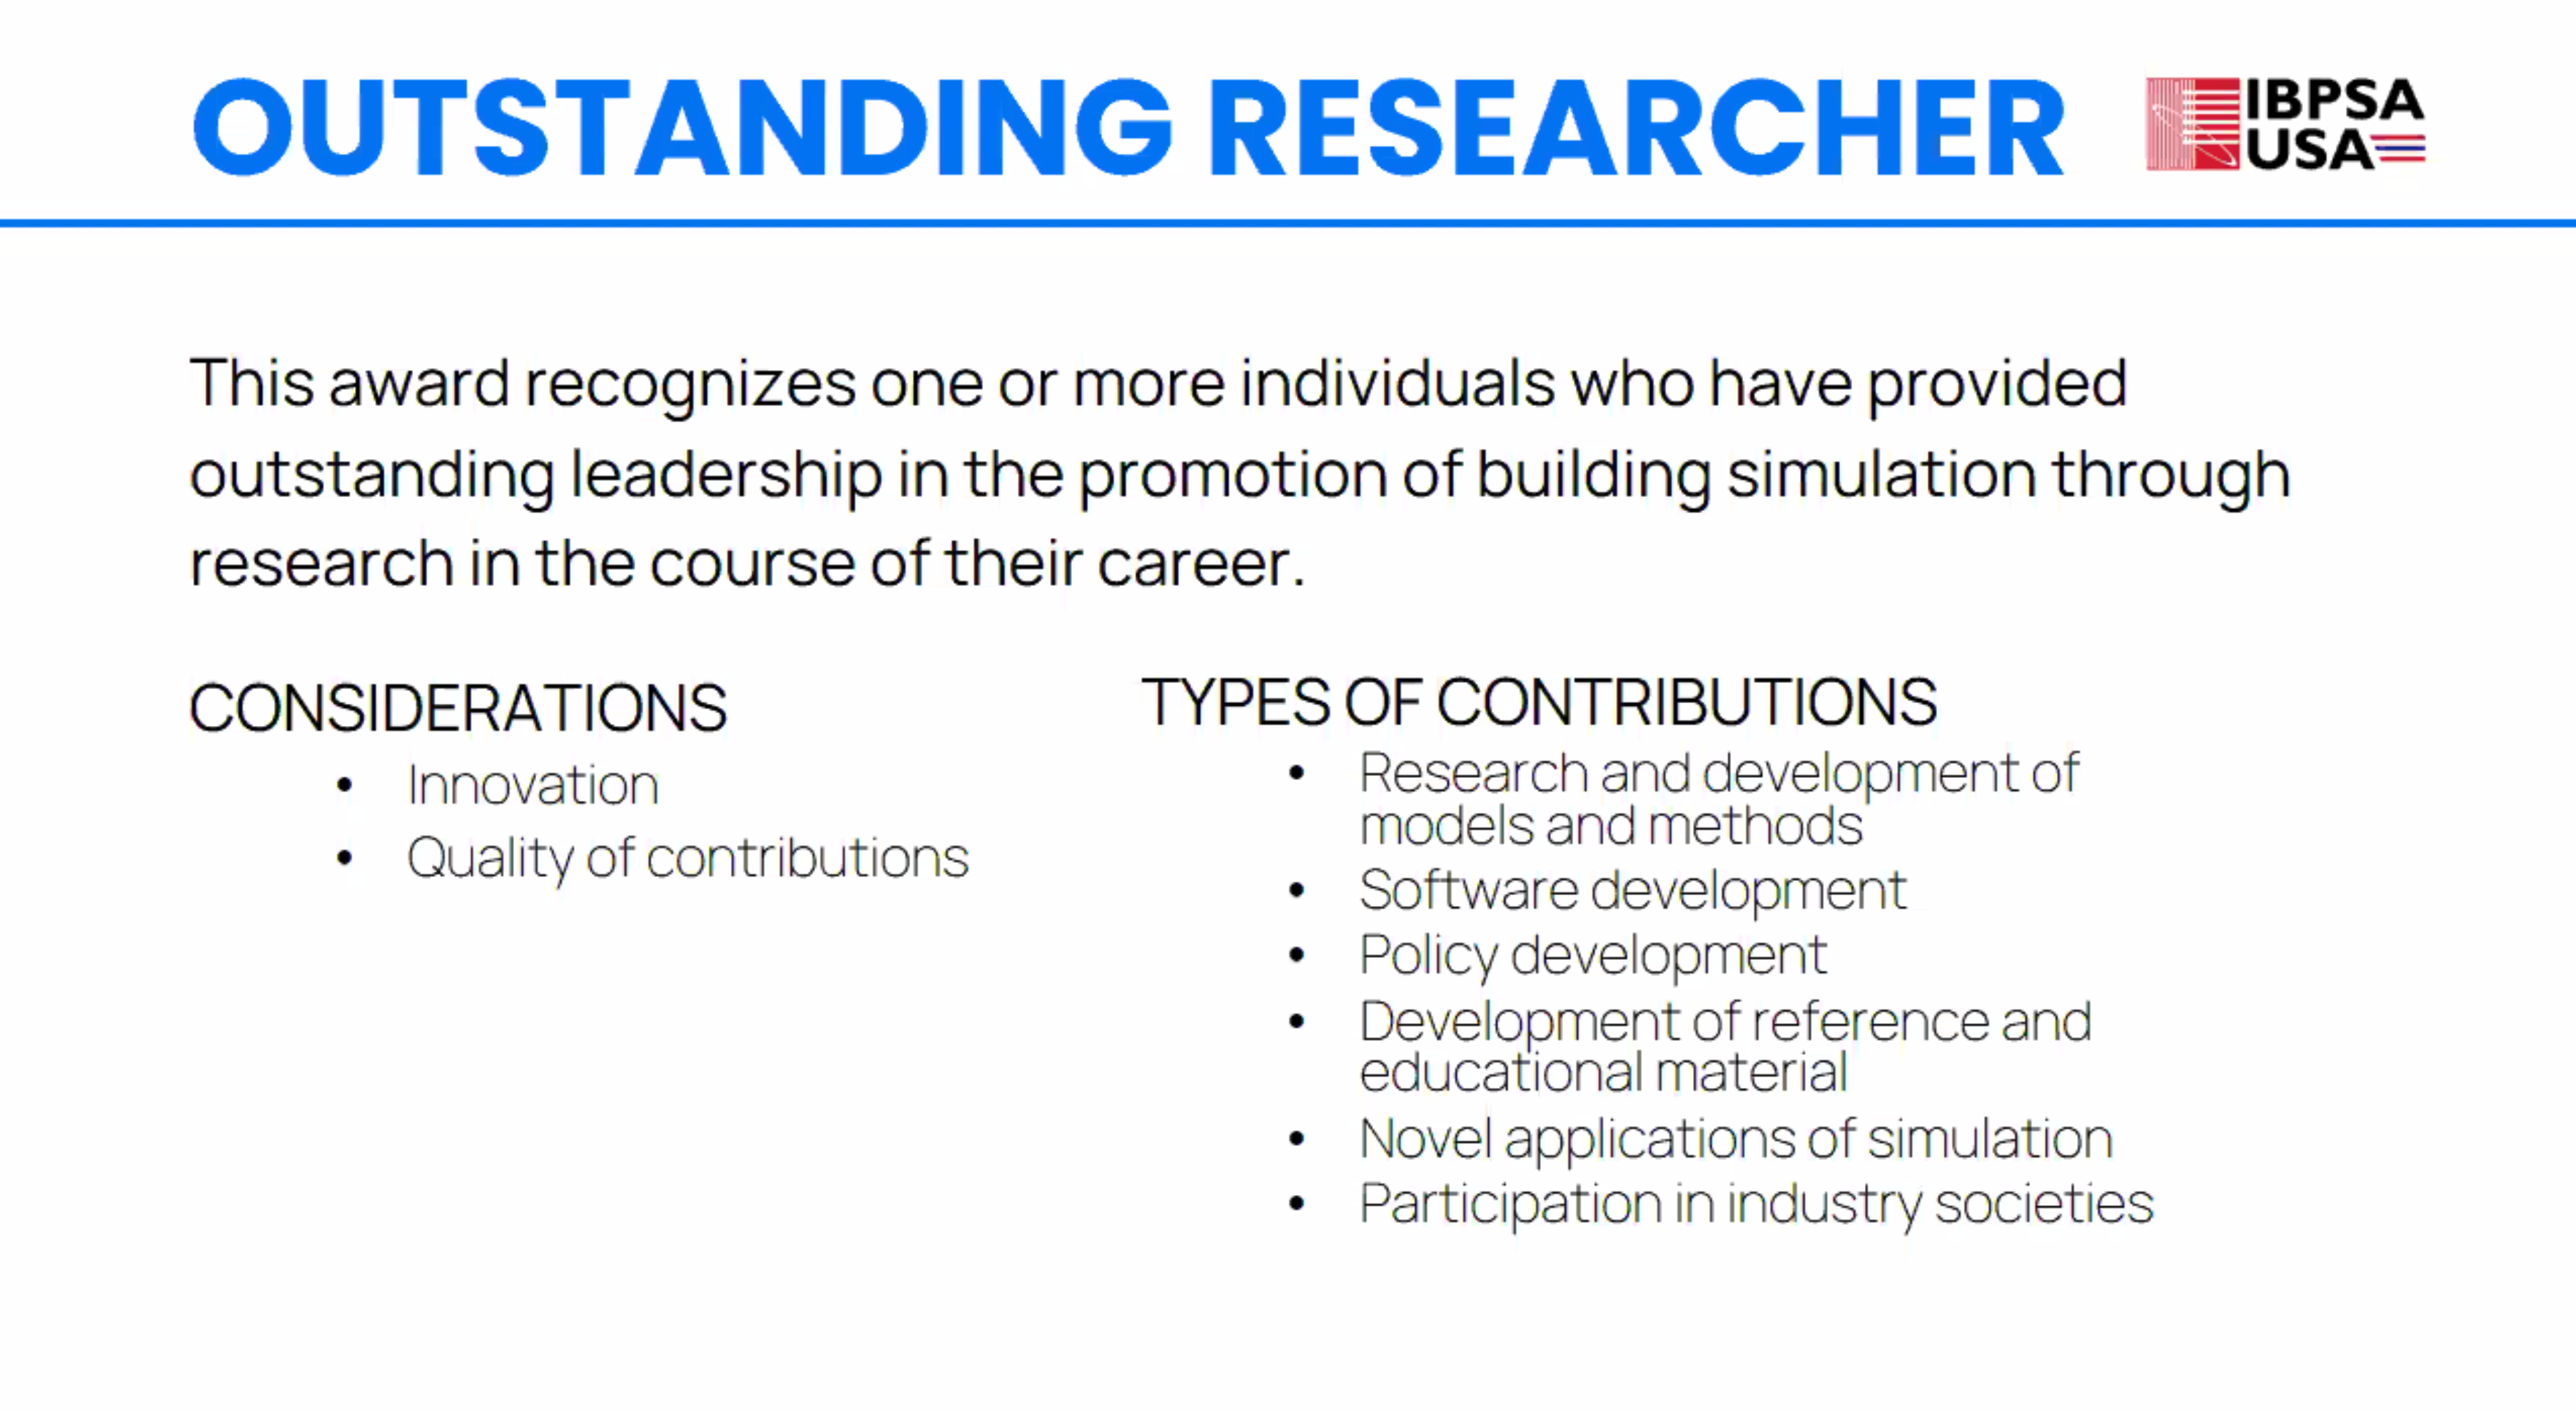 OUTSTANDING RESEARCHER
IBPSA
USA
This award recognizes one or more individuals who have provided
outstanding leadership in the promotion of building simulation through
research in the course of their career.
CONSIDERATIONS
• Innovation
• Quality of contributions
TYPES OF CONTRIBUTIONS
• Research and development of
models and methods
• Software development
• Policy development
• Development of reference and
educational material
• Novel applications of simulation
• Participation in industry societies